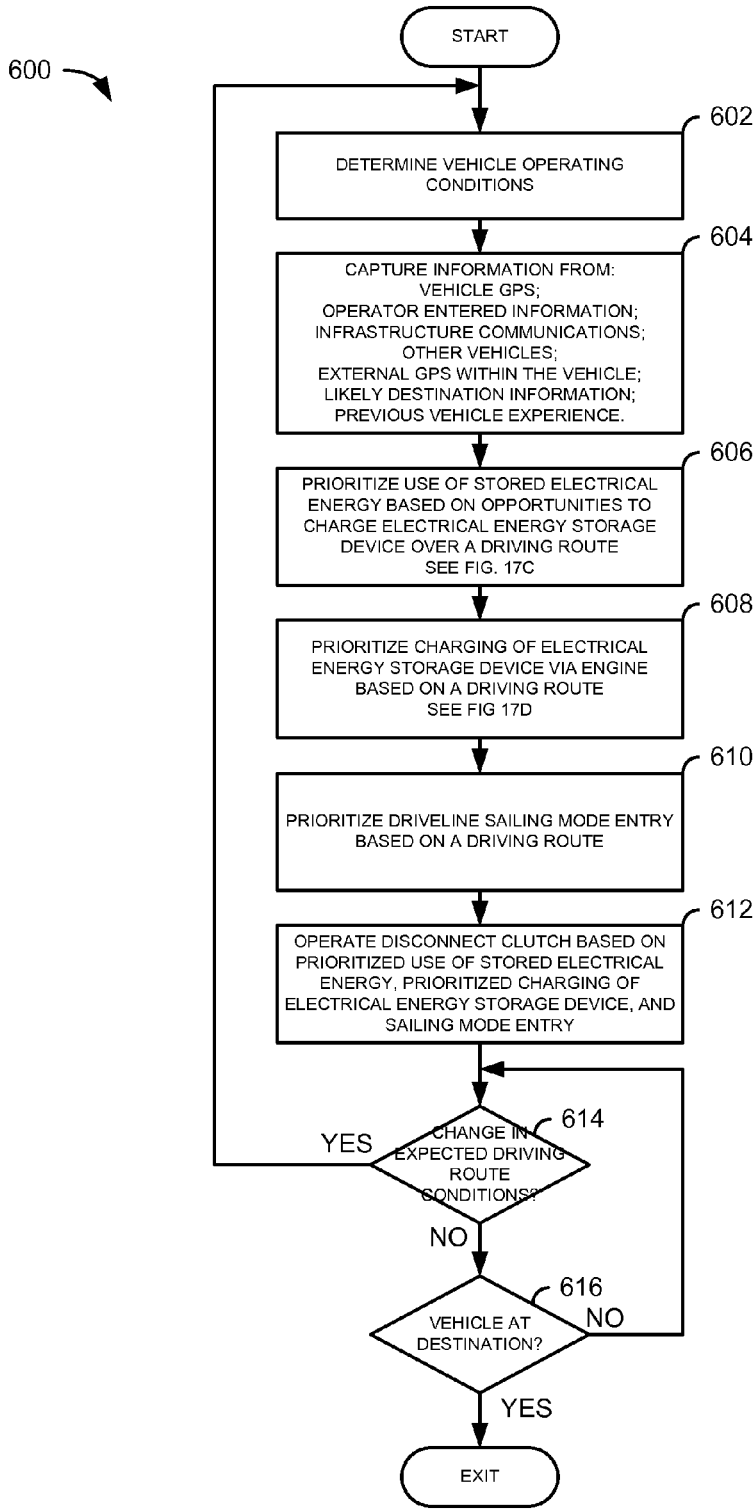 START
600
602
DETERMINE VEHICLE OPERATING
CONDITIONS
604
CAPTURE INFORMATION FROM:
VEHICLE GPS;
OPERATOR ENTERED INFORMATION;
INFRASTRUCTURE COMMUNICATIONS;
OTHER VEHICLES;
EXTERNAL GPS WITHIN THE VEHICLE;
LIKELY DESTINATION INFORMATION;
PREVIOUS VEHICLE EXPERIENCE.
606
PRIORITIZE USE OF STORED ELECTRICAL
ENERGY BASED ON OPPORTUNITIES TO
CHARGE ELECTRICAL ENERGY STORAGE
DEVICE OVER A DRIVING ROUTE
SEE FIG. 17C
608
PRIORITIZE CHARGING OF ELECTRICAL
ENERGY STORAGE DEVICE VIA ENGINE
BASED ON A DRIVING ROUTE
SEE FIG 17D
610
PRIORITIZE DRIVELINE SAILING MODE ENTRY
BASED ON A DRIVING ROUTE
612
OPERATE DISCONNECT CLUTCH BASED ON
PRIORITIZED USE OF STORED ELECTRICAL
ENERGY, PRIORITIZED CHARGING OF
ELECTRICAL ENERGY STORAGE DEVICE, AND
SAILING MODE ENTRY
614
YES
CHANGE IN
EXPECTED DRIVING
ROUTE
CONDITIONS?
NO
616
VEHICLE AT
DESTINATION?
NO
YES
EXIT